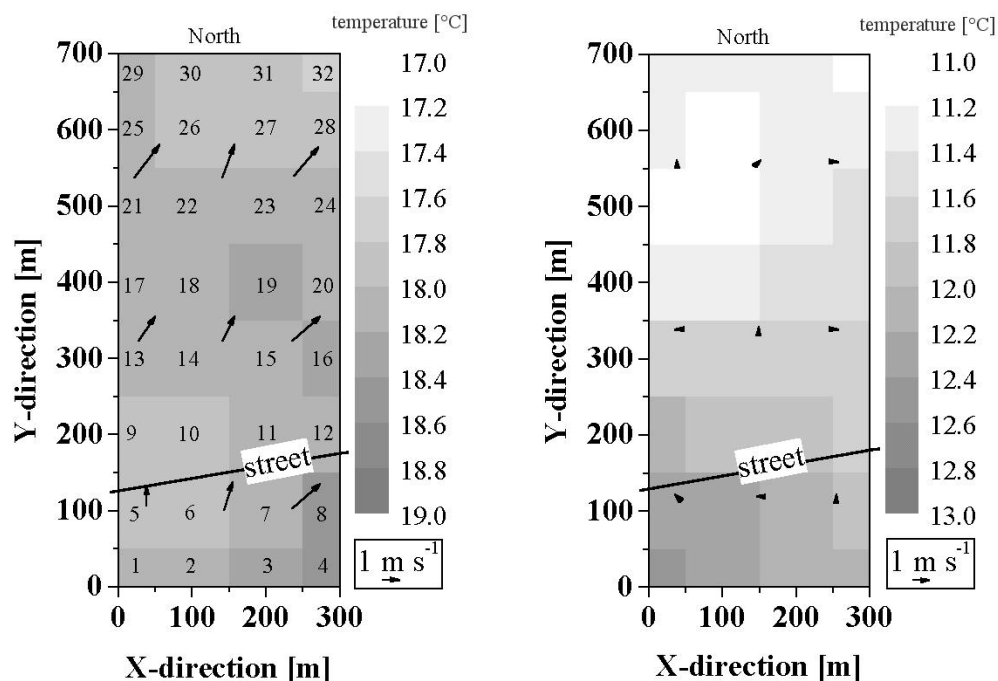 temperature [°C]
North
700
600
500
400
300
200
100
0
Y-direction [m]
29 30 31 32
25 26 27 28
21 22 23 24
17 18 19 20
13 14 15 16
9 10 11 12
street
5 6 7 8
1 2 3 4
0 100 200 300
X-direction [m]
17.0
17.2
17.4
17.6
17.8
18.0
18.2
18.4
18.6
18.8
19.0
1 m s⁻¹
temperature [°C]
North
700
600
500
400
300
200
100
0
Y-direction [m]
street
0 100 200 300
X-direction [m]
11.0
11.2
11.4
11.6
11.8
12.0
12.2
12.4
12.6
12.8
13.0
1 m s⁻¹